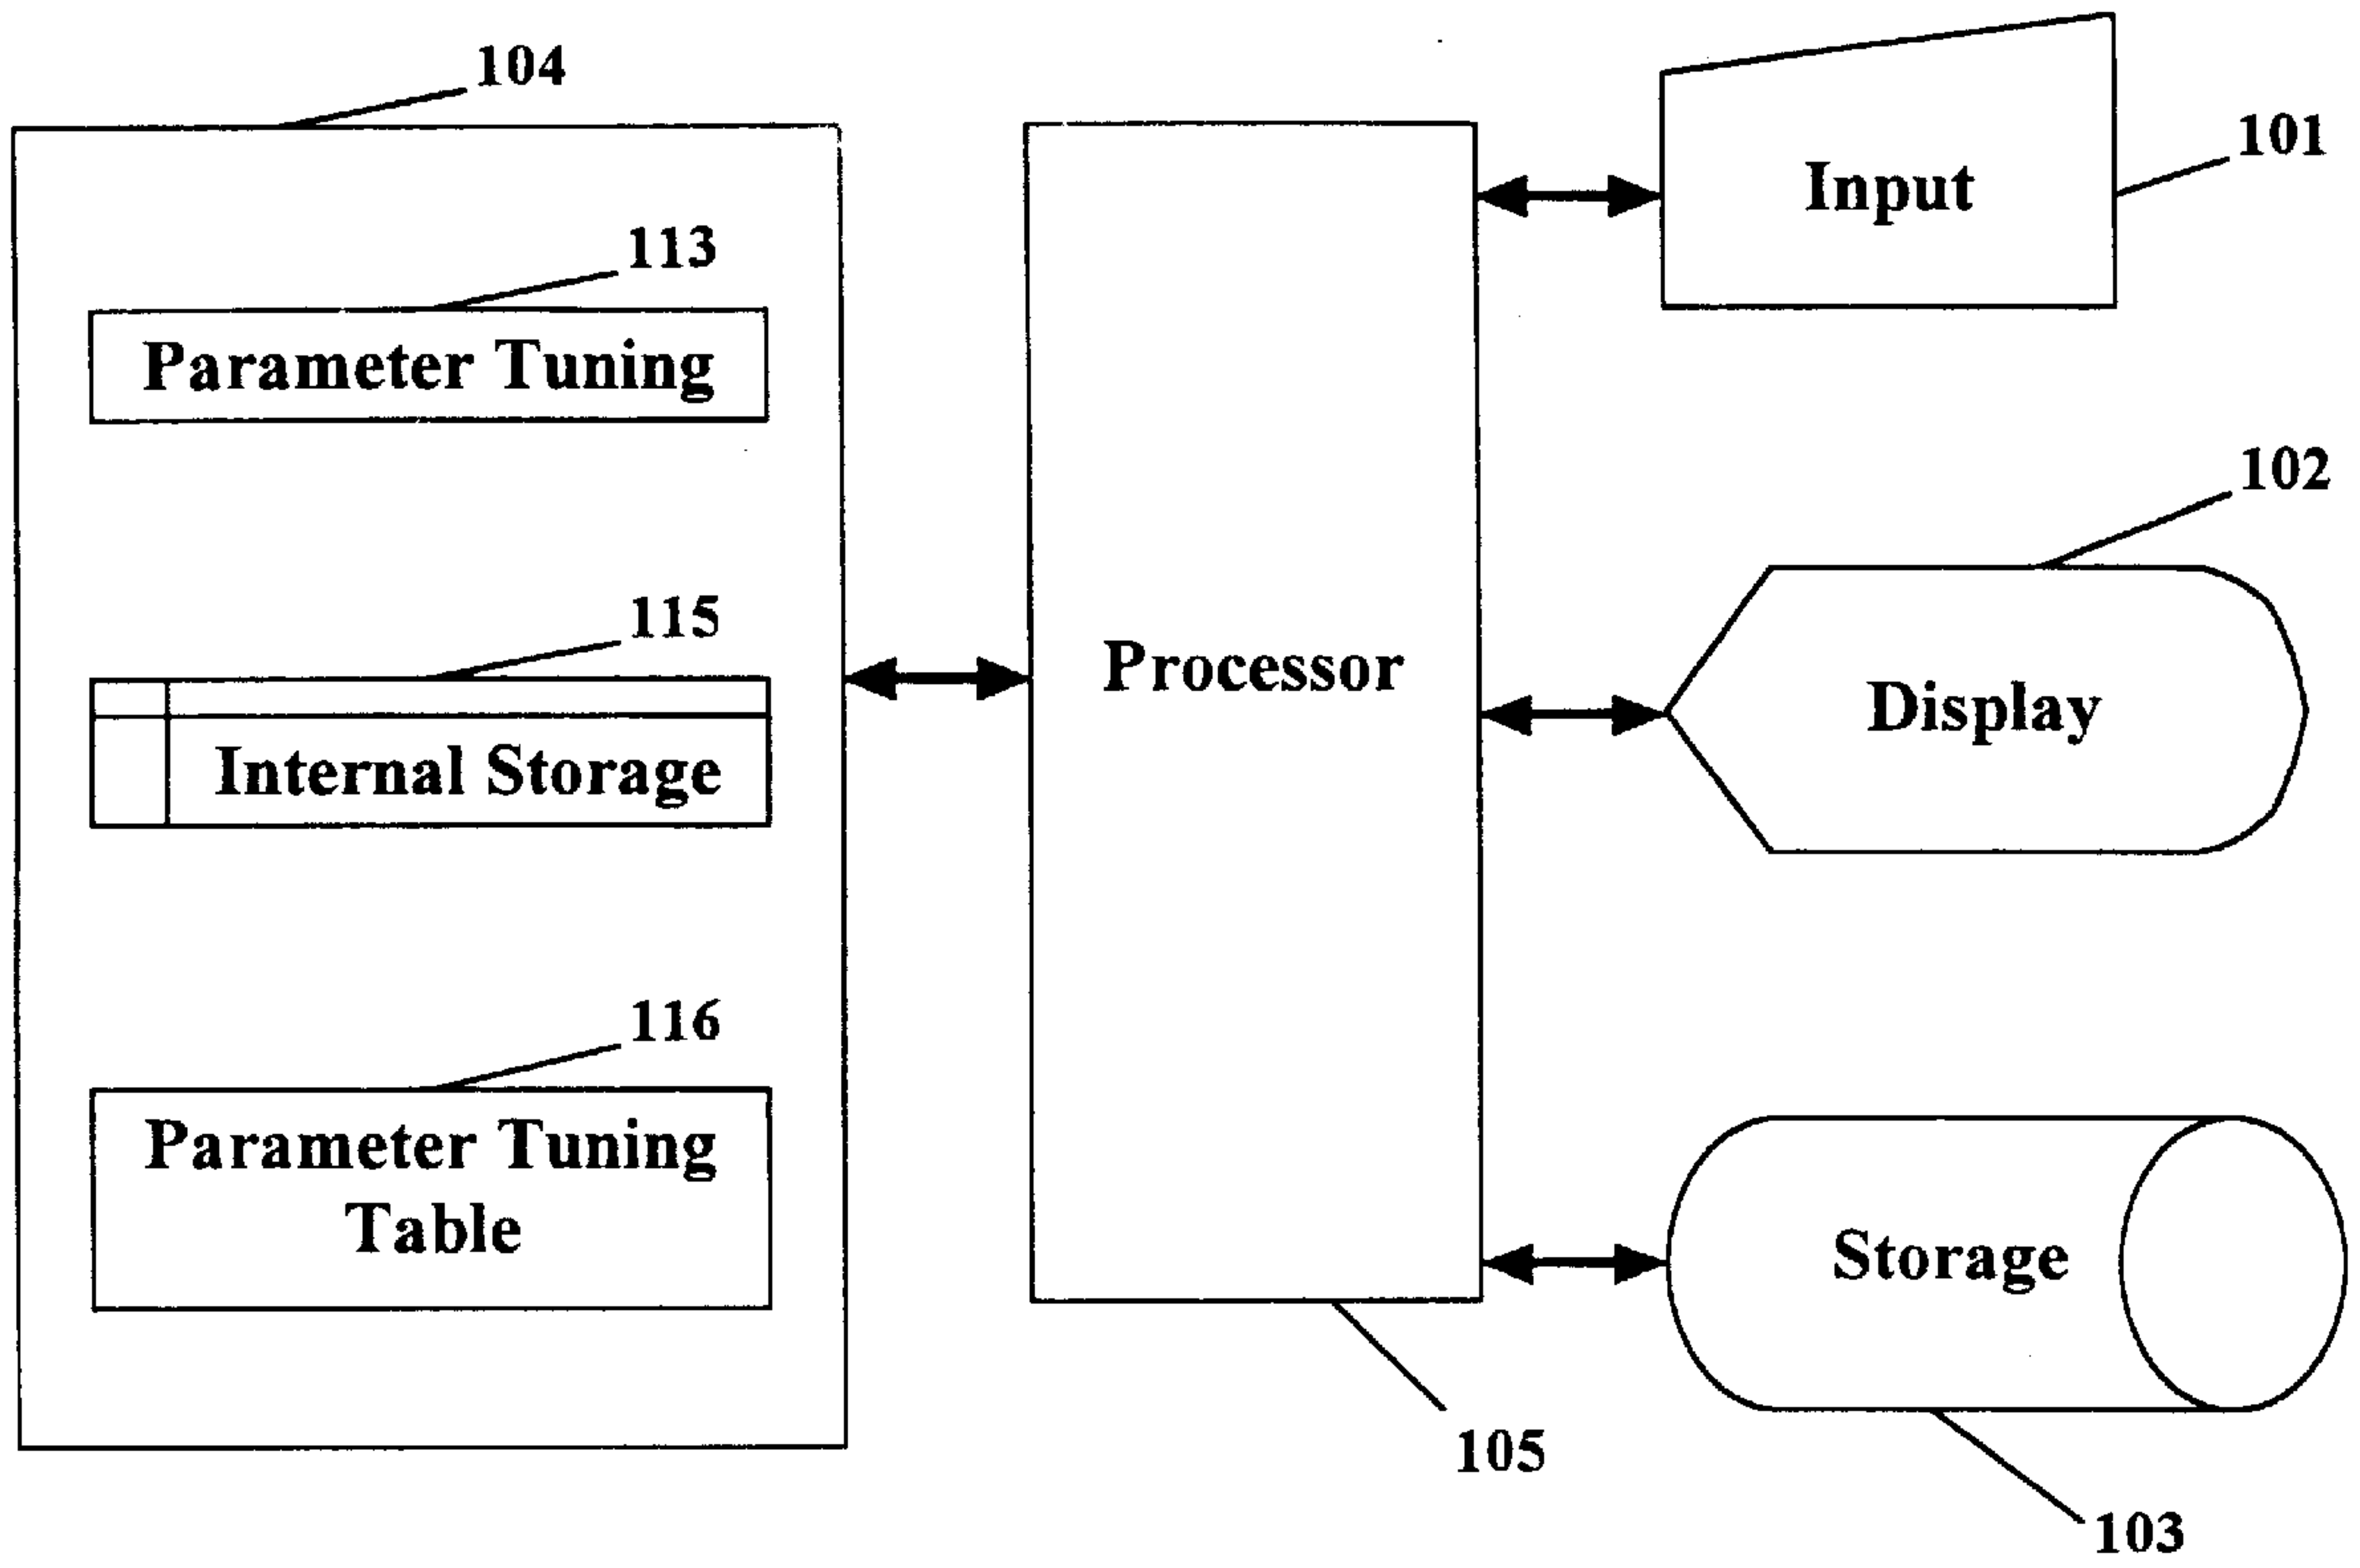 104
113
Parameter Tuning
115
Internal Storage
116
Parameter Tuning
Table
Processor
105
101
Input
102
Display
Storage
103